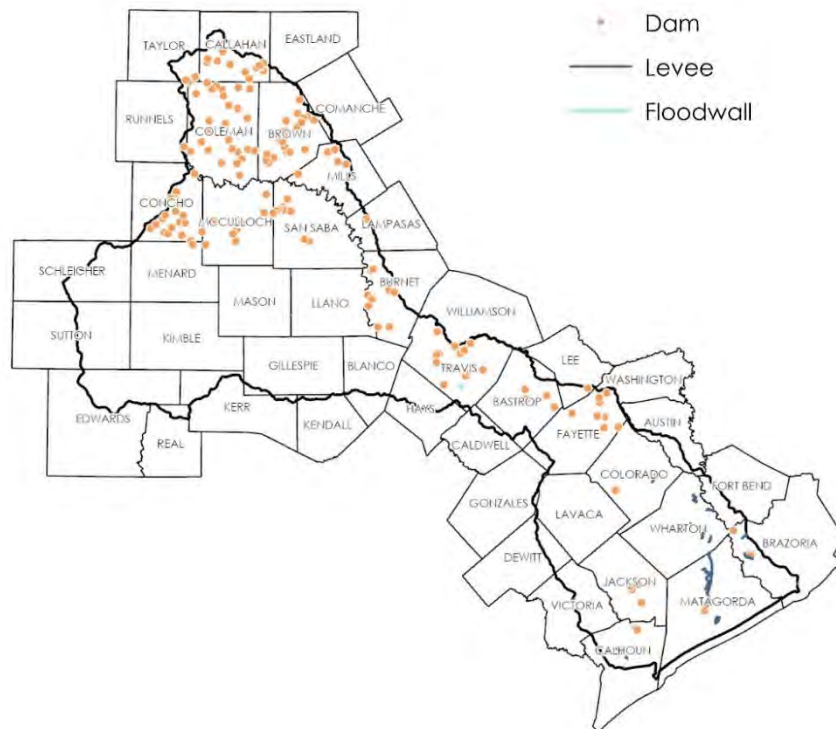 Dam
Levee
Floodwall
TAYLOR
CALLAHAN
EASTLAND
COMANCHE
RUNNELS
COLEMAN
BROWN
MILLS
CONCHO
MCCULLOCH
SAN SABA
LAMPASAS
SCHLEICHER
MENARD
BURNET
MASON
LLANO
WILLIAMSON
SUTTON
KIMBLE
TRAVIS
LEE
GILLESPIE
BLANCO
WASHINGTON
BASTROP
EDWARDS
KERR
HAYS
AUSTIN
REAL
KENDALL
FAYETTE
CALDWELL
COLORADO
FORT BEND
GONZALES
LAVACA
WHARTON
BRAZORIA
DEWITT
JACKSON
MATAGORDA
VICTORIA
CALHOUN